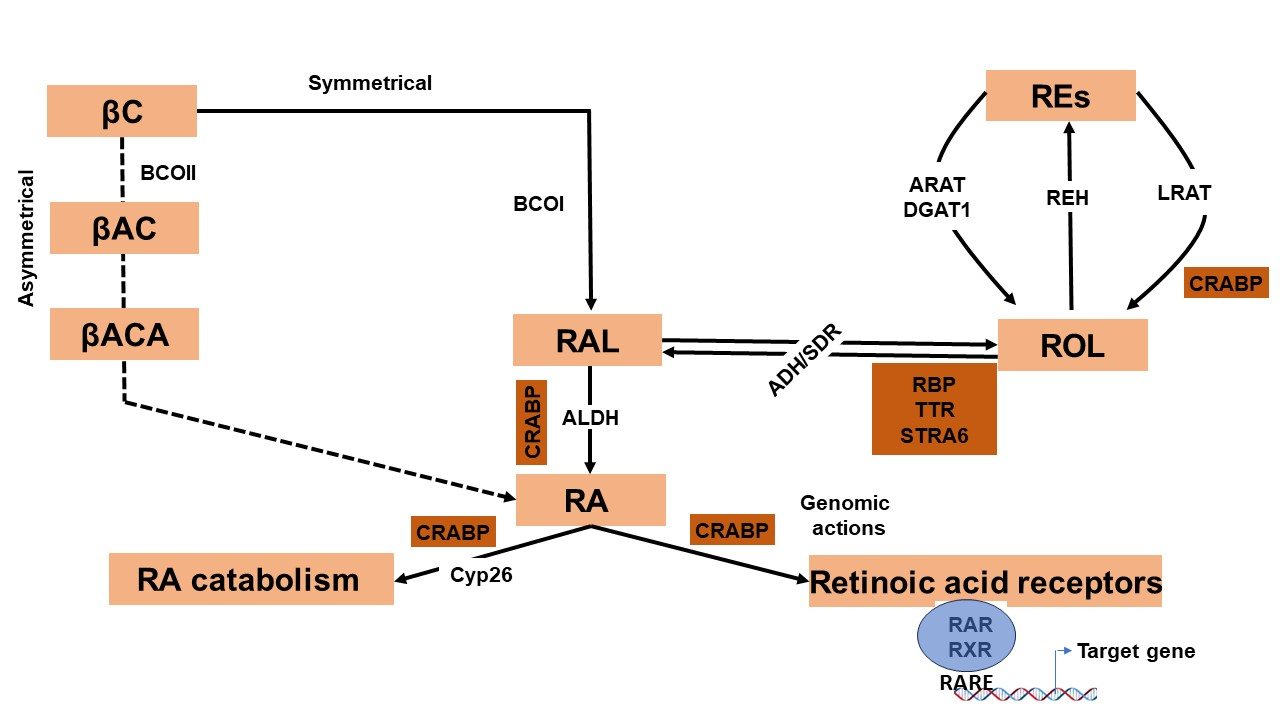 Symmetrical
βC
REs
BCOII
Asymmetrical
βAC
BCOI
ARAT
DGAT1
REH
LRAT
CRABP
βACA
RAL
ADH/SDR
ROL
RBP
TTR
STRA6
CRABP
ALDH
RA
CRABP
CRABP
Genomic
actions
RA catabolism
Cyp26
Retinoic acid receptors
RAR
RXR
Target gene
RARE